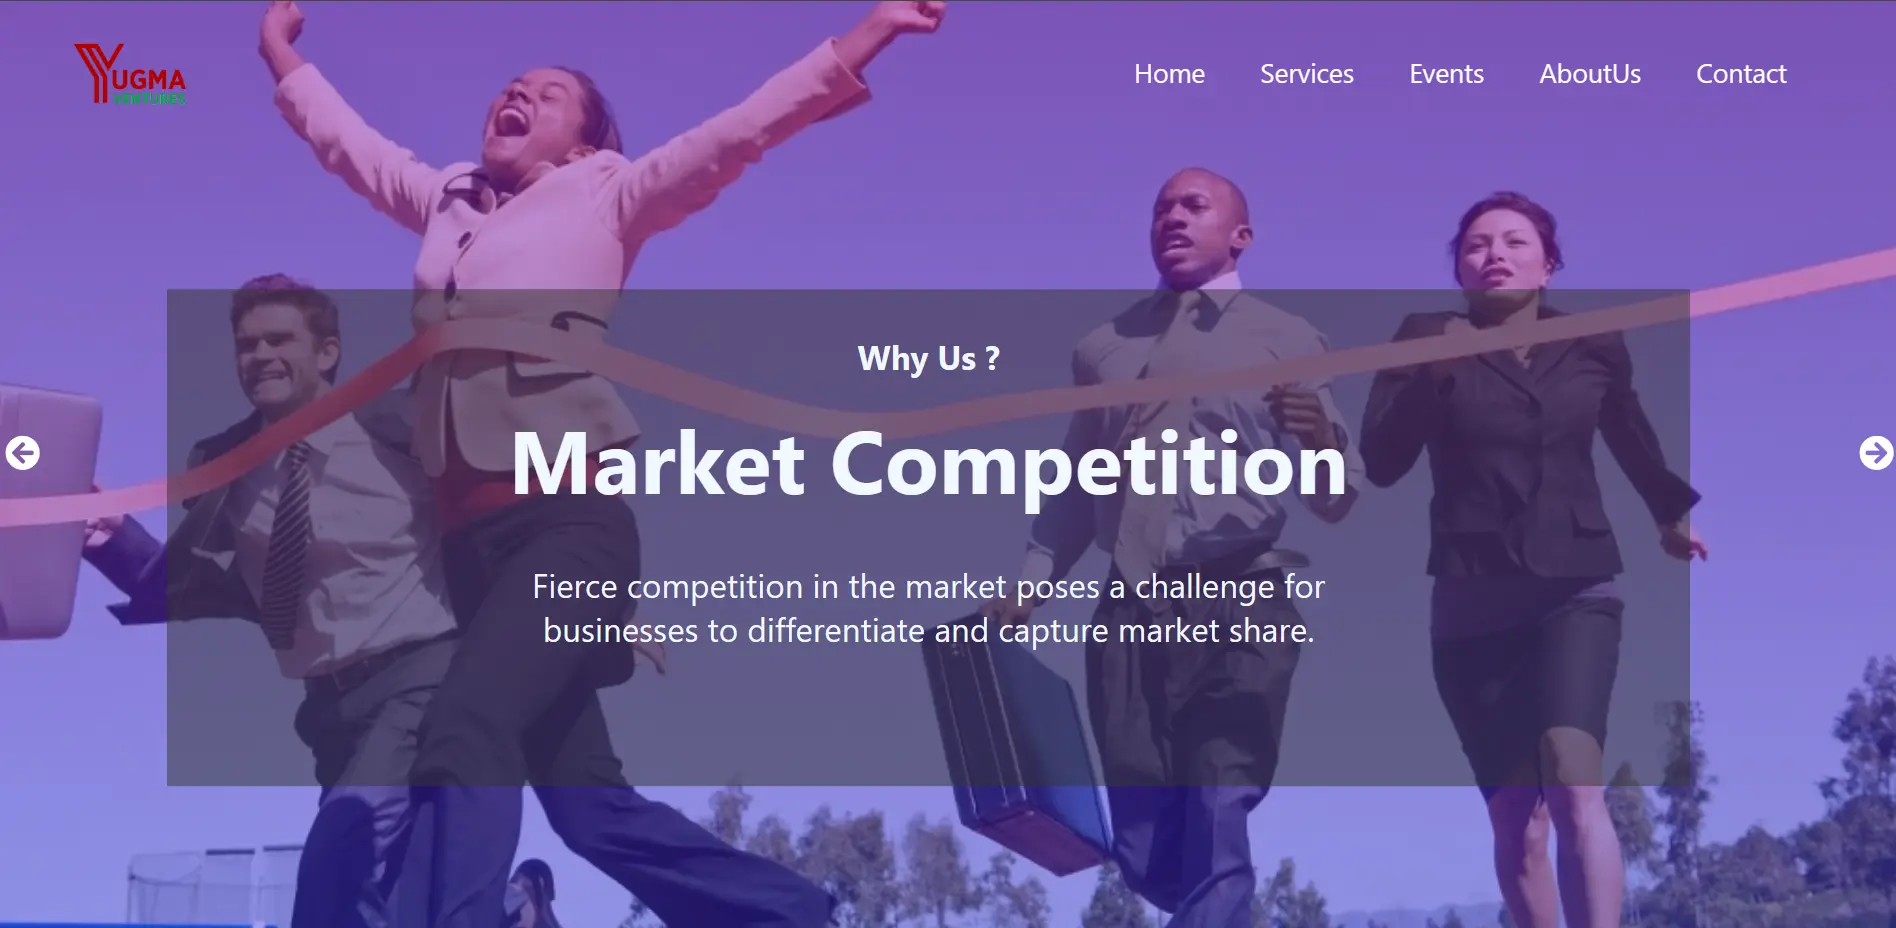 YUGMA
VENTURES
Home Services Events AboutUs Contact
Why Us ?
Market Competition
Fierce competition in the market poses a challenge for
businesses to differentiate and capture market share.